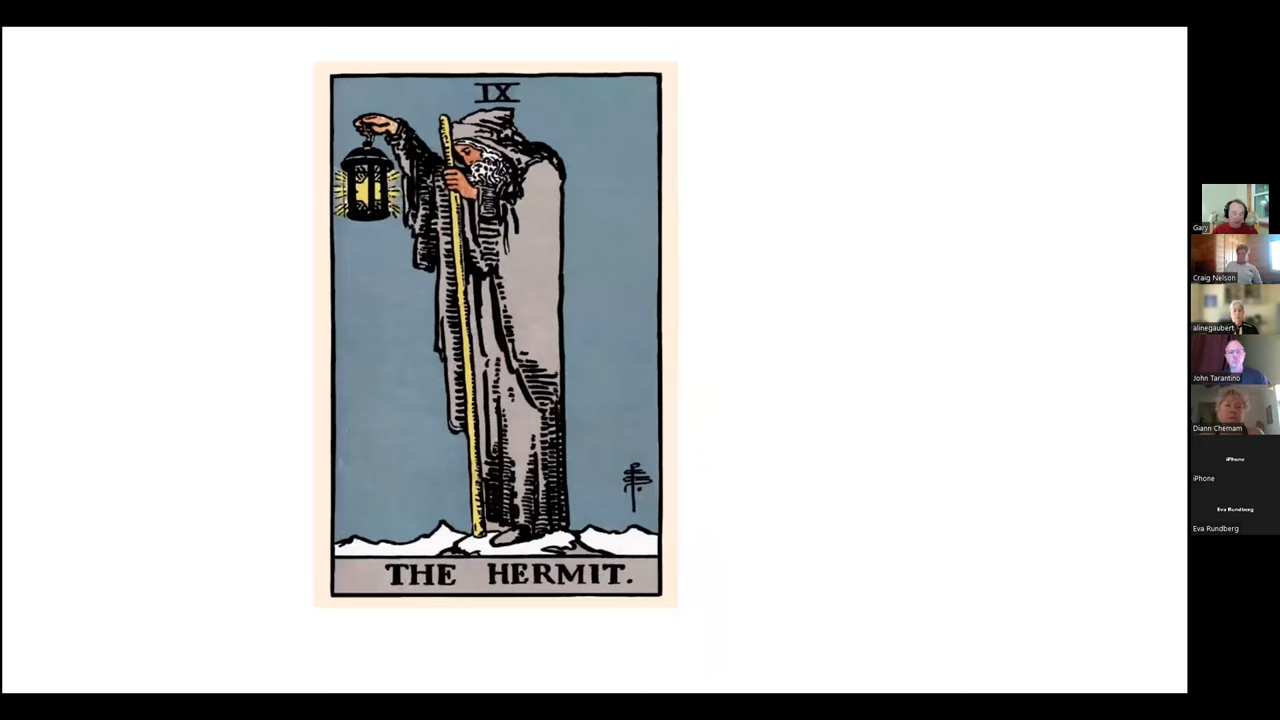 IX
THE HERMIT.
Gary
Craig Nelson
alinegaubert
John Tarantino
Diann Chemam
iPhone
iPhone
Eva Rundberg
Eva Rundberg